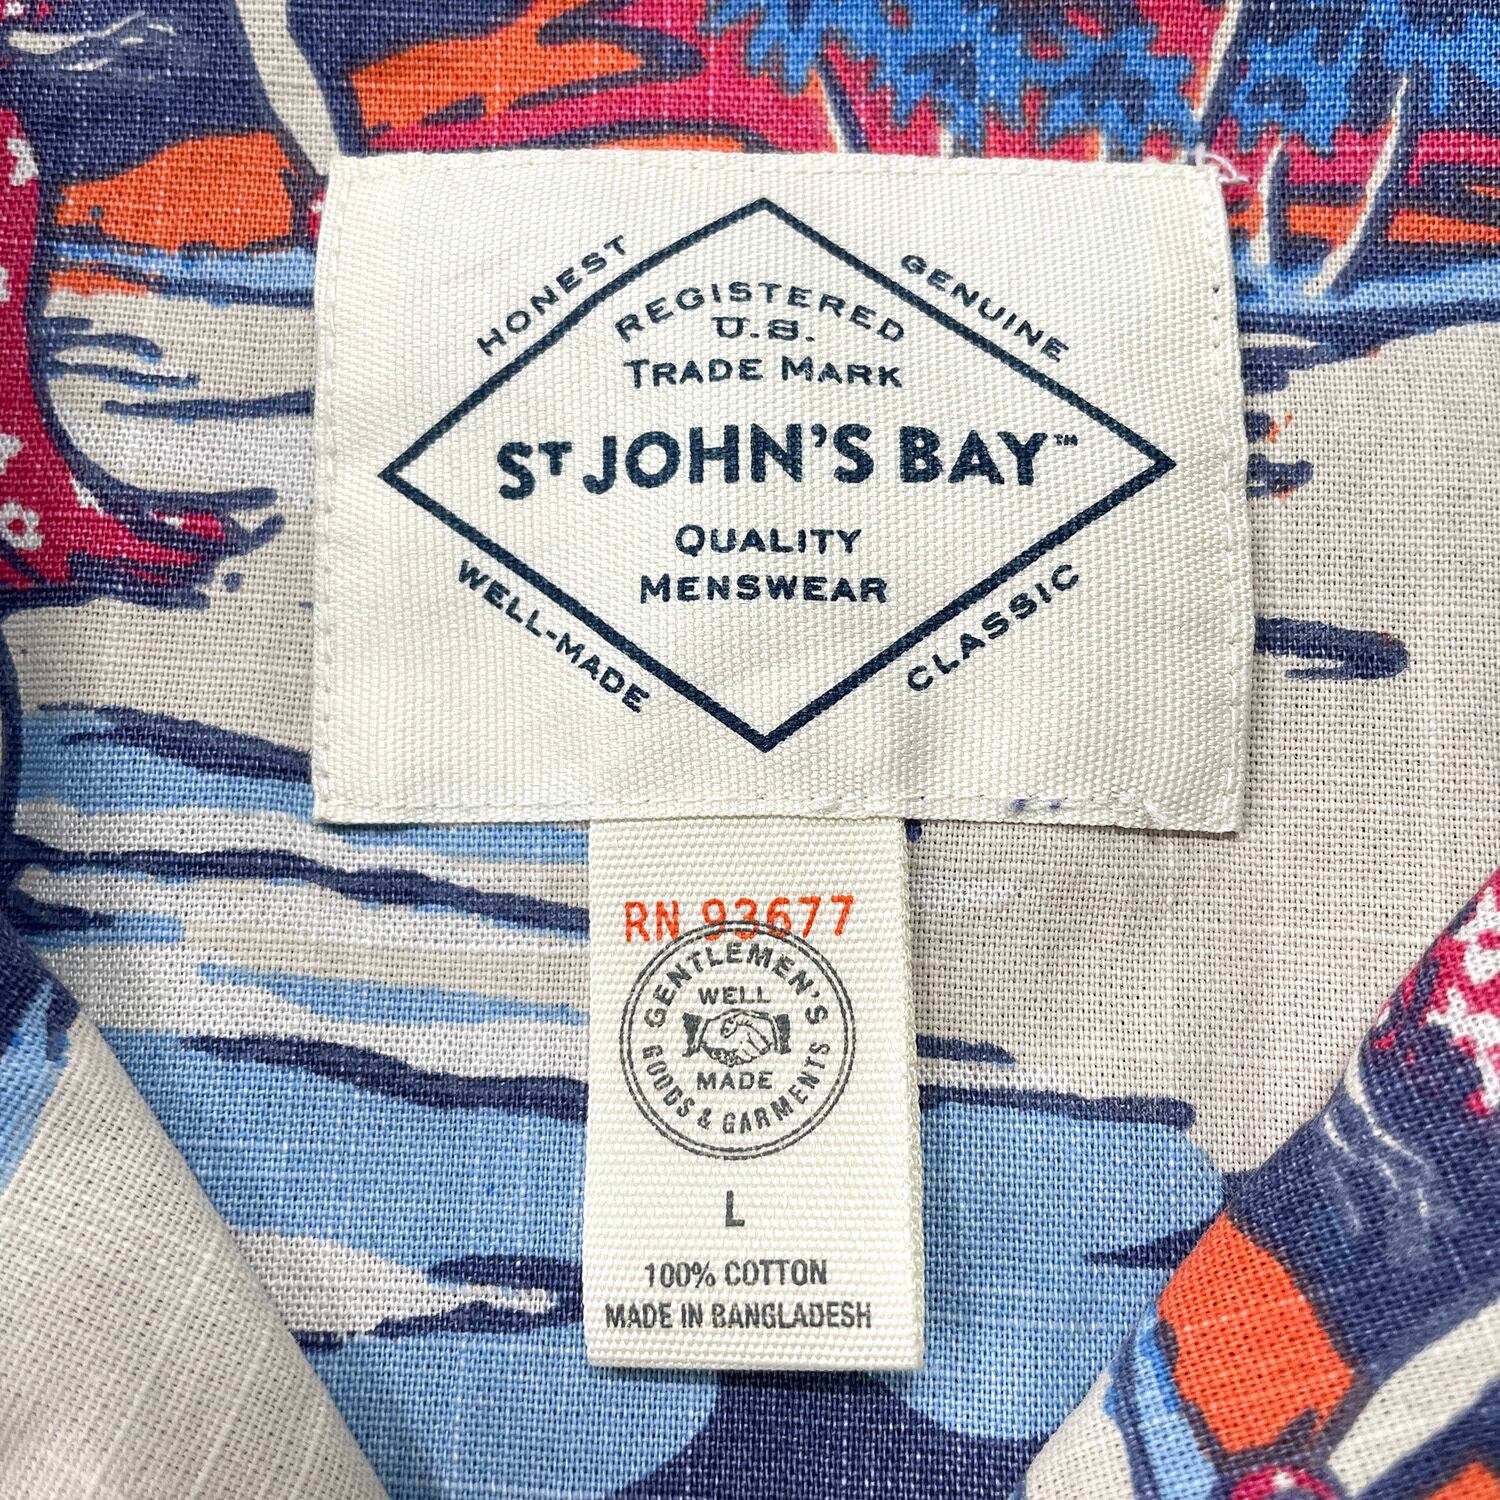 HONEST
GENUINE
REGISTERED
U.S.
TRADE MARK
ST JOHN'S BAY™
QUALITY
MENSWEAR
WELL-MADE
CLASSIC
RN 93677
GENTLEMEN'S
WELL
MADE
GOODS & GARMENTS
L
100% COTTON
MADE IN BANGLADESH